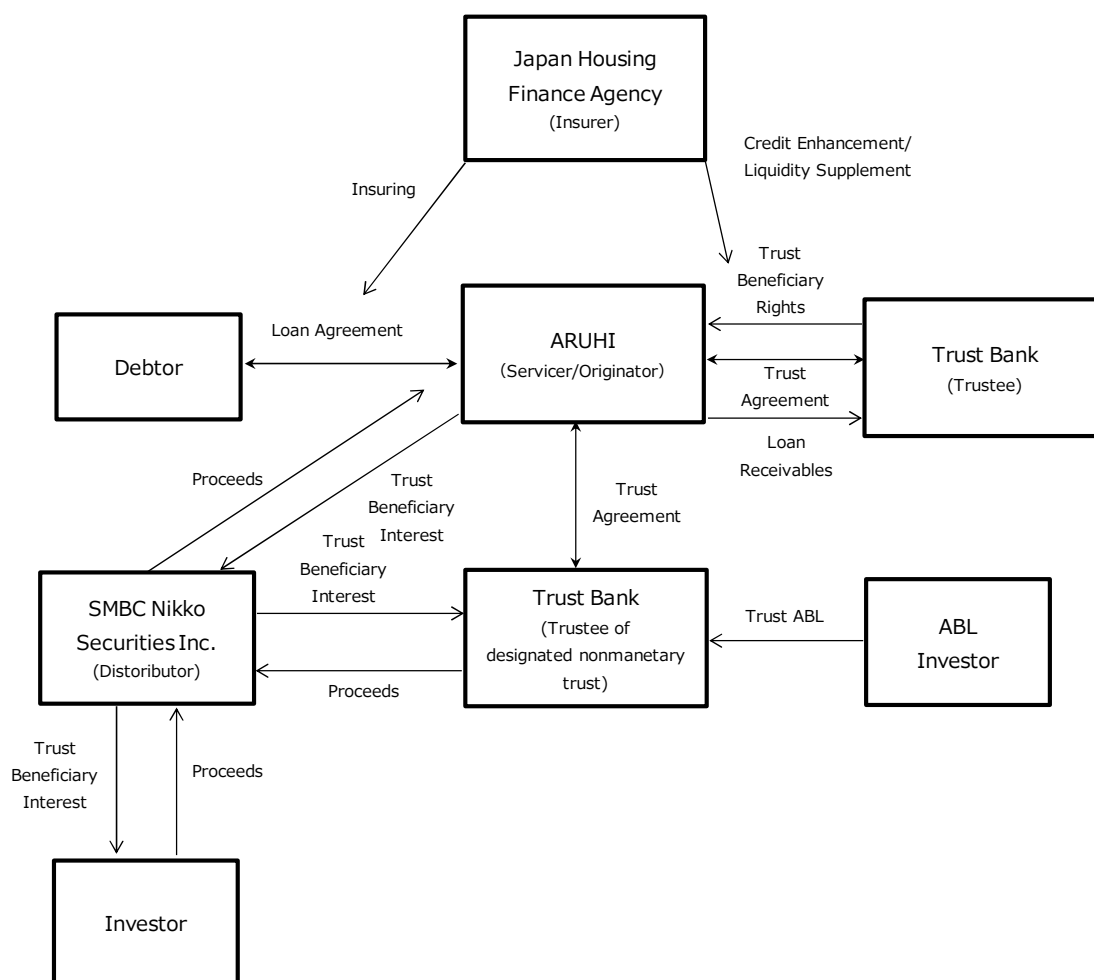 Japan Housing
Finance Agency
(Insurer)
Credit Enhancement/
Liquidity Supplement
Insuring
Trust
Beneficiary
Rights
Loan Agreement
ARUHI
(Servicer/Originator)
Debtor
Trust Bank
(Trustee)
Trust
Agreement
Loan
Receivables
Proceeds
Trust
Beneficiary
Interest
Trust
Agreement
Trust
Beneficiary
Interest
SMBC Nikko
Securities Inc.
(Distoributor)
Trust Bank
(Trustee of
designated nonmanetary
trust)
Trust ABL
ABL
Investor
Proceeds
Trust
Beneficiary
Interest
Proceeds
Investor